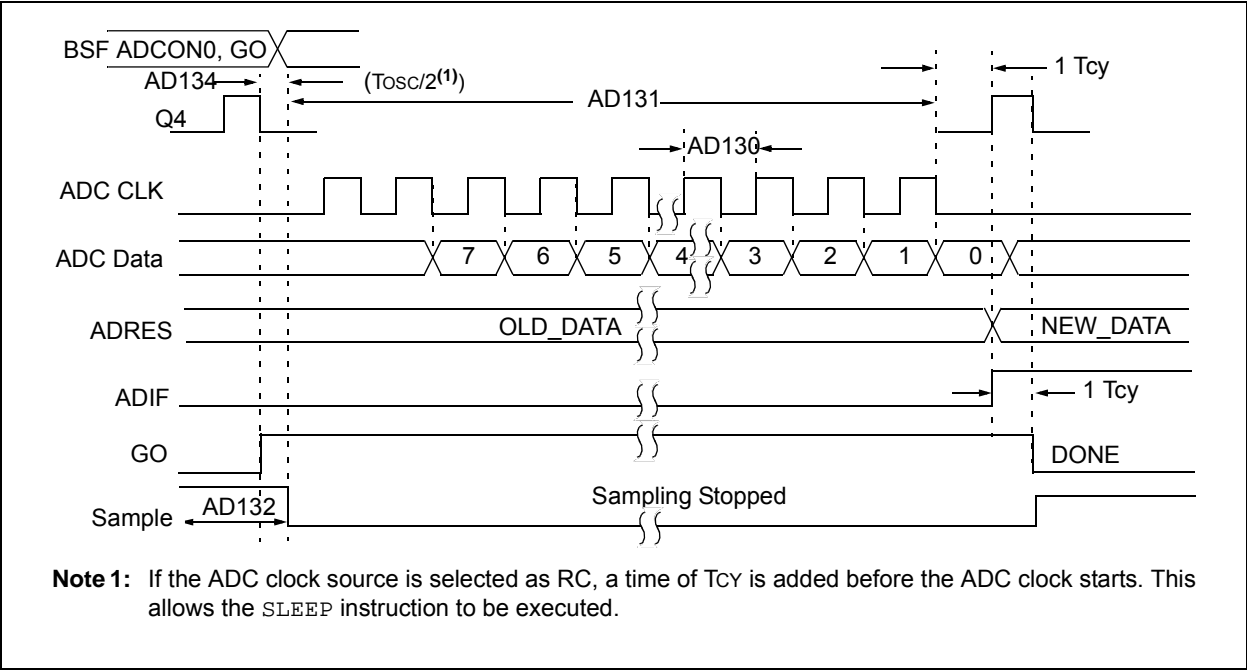 BSF ADCON0, GO
AD134
(TOSC/2(1))
1 TCY
AD131
Q4
AD130
ADC CLK
ADC Data
7 6 5 4 3 2 1 0
ADRES
OLD_DATA
NEW_DATA
ADIF
1 TCY
GO
DONE
Sample
AD132
Sampling Stopped
Note 1: If the ADC clock source is selected as RC, a time of TCY is added before the ADC clock starts. This
allows the SLEEP instruction to be executed.